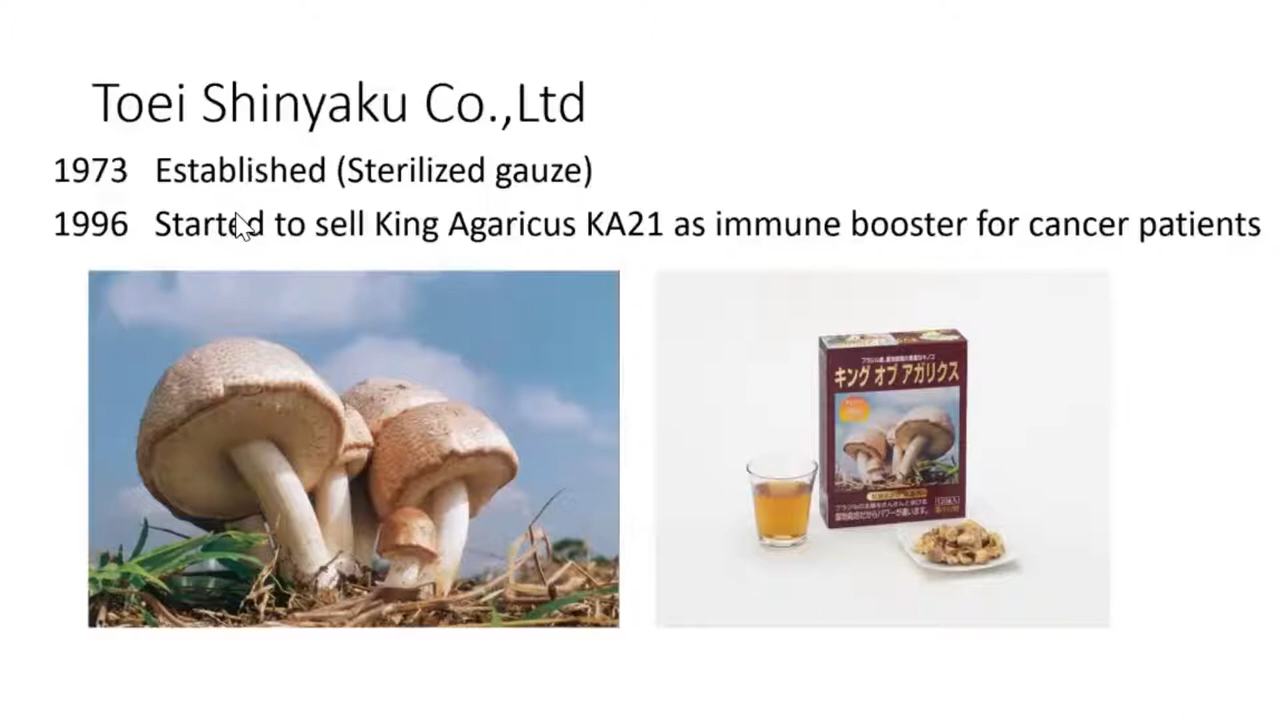 Toei Shinyaku Co.,Ltd
1973 Established (Sterilized gauze)
1996 Started to sell King Agaricus KA21 as immune booster for cancer patients
キング オブ アガリクス